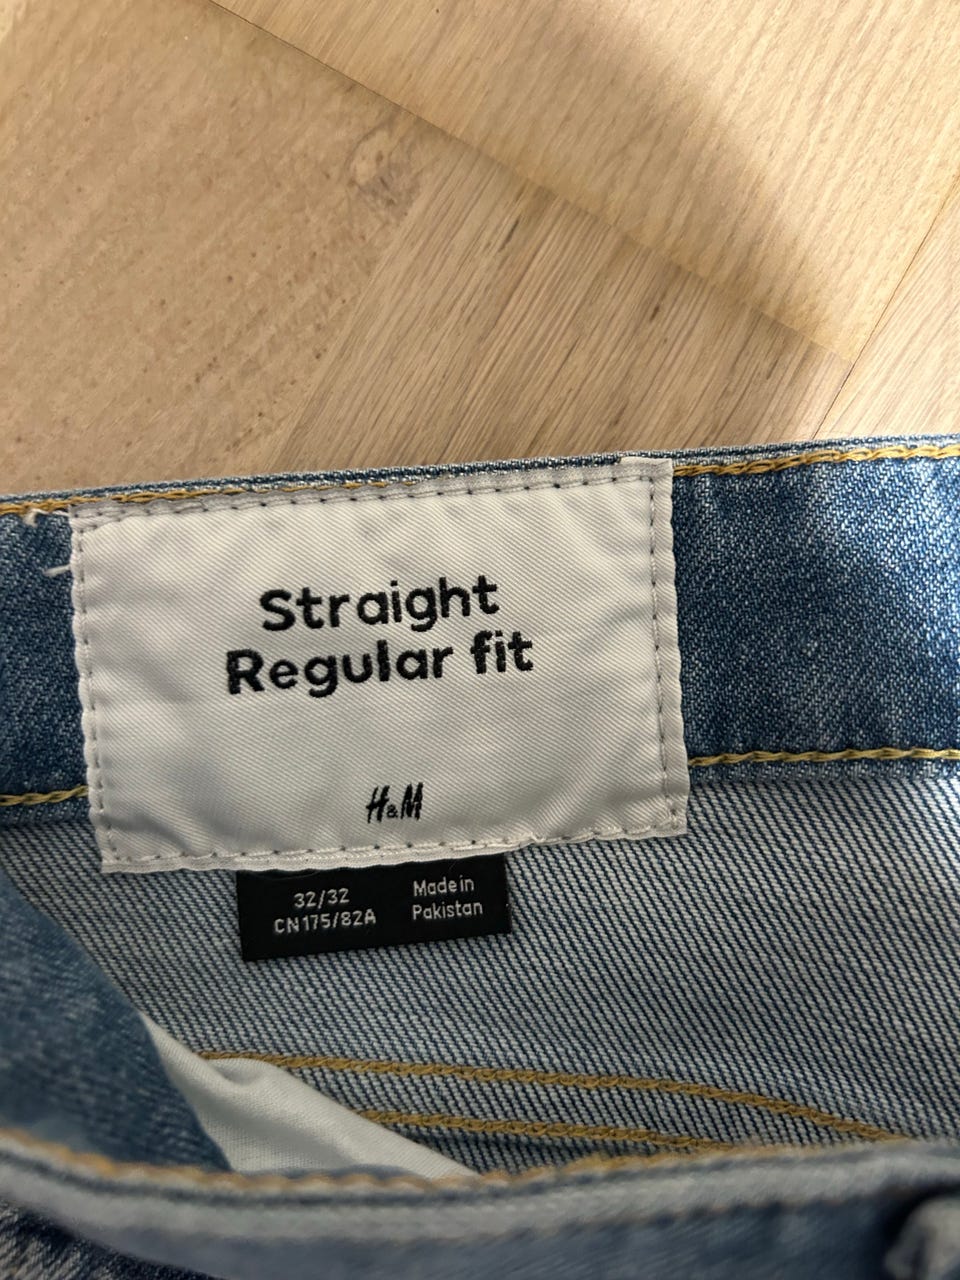 Straight
Regular fit
H&M
32/32
CN175/82A
Made in
Pakistan